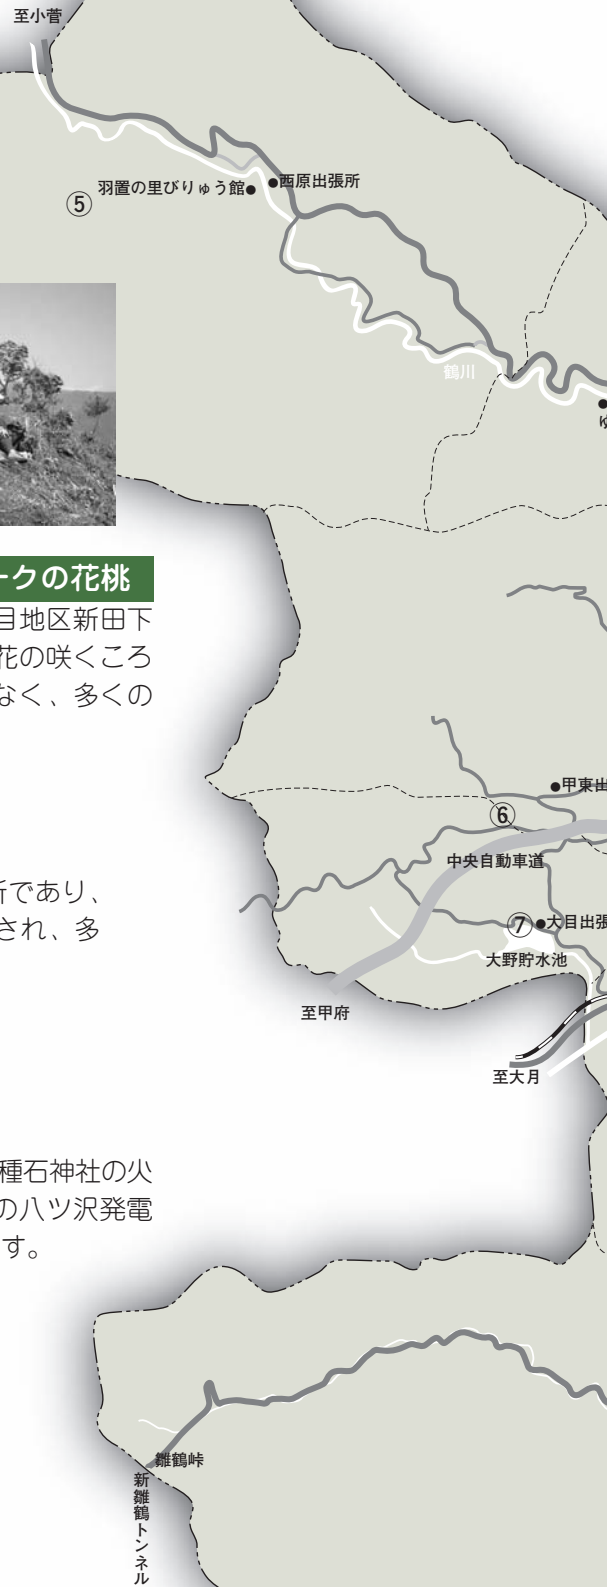 至小菅
羽置の里びりゅう館
西原出張所
⑤
鶴川
ークの花桃
目地区新田下
花の咲くころ
なく、多くの
甲東出
⑥
中央自動車道
所であり、
され、多
⑦
大目出張
大野貯水池
至甲府
至大月
種石神社の火
の八ツ沢発電
す。
雛鶴峠
新雛鶴トンネル